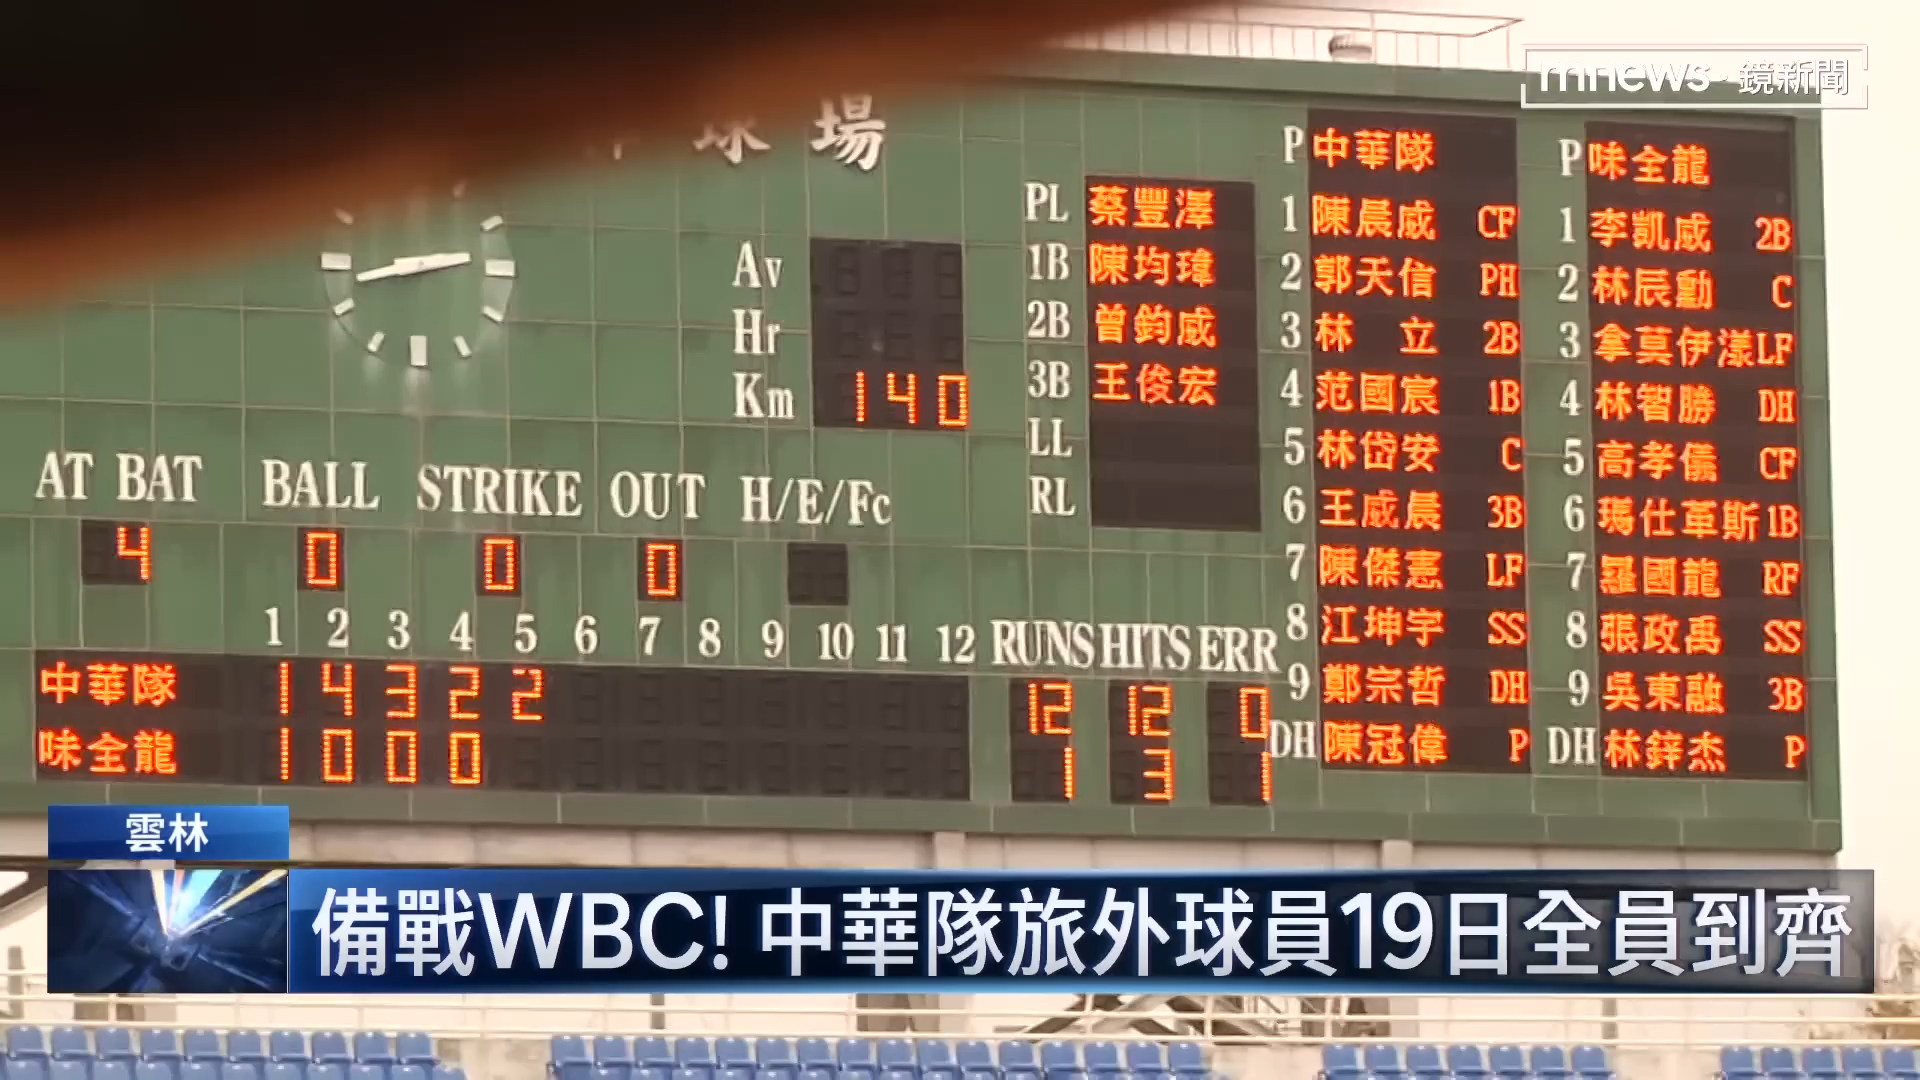 mnews 鏡新聞
球場
Av
Hr
Km 140
PL 蔡豐澤
1B 陳均瑋
2B 曾鈞威
3B 王俊宏
LL
RL
P 中華隊
1 陳晨威 CF
2 郭天信 PH
3 林 立 2B
4 范國宸 1B
5 林岱安 C
6 王威晨 3B
7 陳傑憲 LF
8 江坤宇 SS
9 鄭宗哲 DH
DH 陳冠偉 P
P 味全龍
1 李凱威 2B
2 林辰勳 C
3 拿莫伊漾 LF
4 林智勝 DH
5 高孝儀 CF
6 瑪仕革斯 1B
7 羅國龍 RF
8 張政禹 SS
9 吳東融 3B
DH 林鋅杰 P
AT BAT BALL STRIKE OUT H/E/Fc
4 0 0 0
1 2 3 4 5 6 7 8 9 10 11 12 RUNS HITS ERR
中華隊 1 4 3 2 2 12 12 0
味全龍 1 0 0 0 1 3 1
雲林
備戰WBC! 中華隊旅外球員19日全員到齊